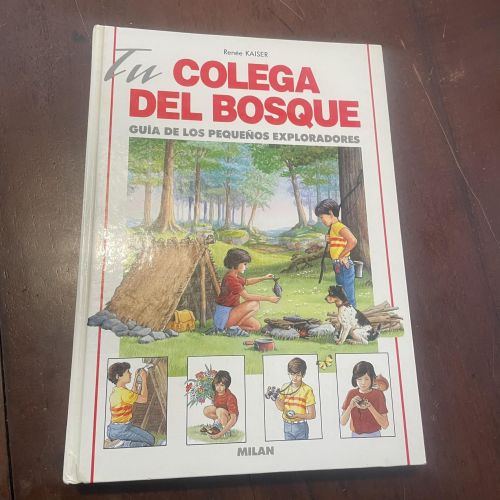 Renée KAISER
Tu COLEGA
DEL BOSQUE
GUIA DE LOS PEQUEÑOS EXPLORADORES
MILAN